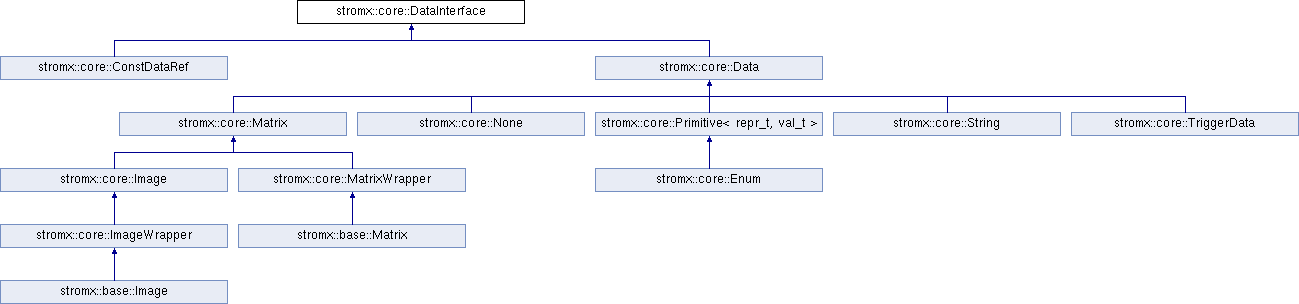 stromx::core::DataInterface
stromx::core::ConstDataRef
stromx::core::Data
stromx::core::Matrix
stromx::core::None
stromx::core::Primitive< repr_t, val_t >
stromx::core::String
stromx::core::TriggerData
stromx::core::Image
stromx::core::MatrixWrapper
stromx::core::Enum
stromx::core::ImageWrapper
stromx::base::Matrix
stromx::base::Image